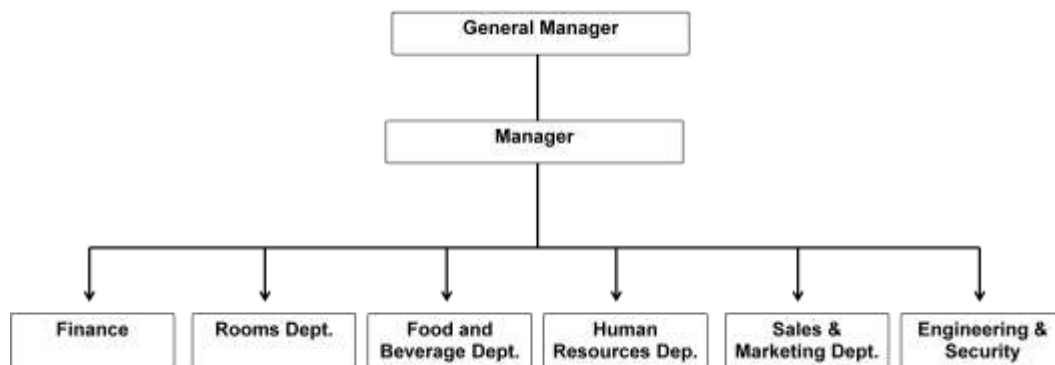 General Manager
Manager
Finance
Rooms Dept.
Food and
Beverage Dept.
Human
Resources Dep.
Sales &
Marketing Dept.
Engineering &
Security